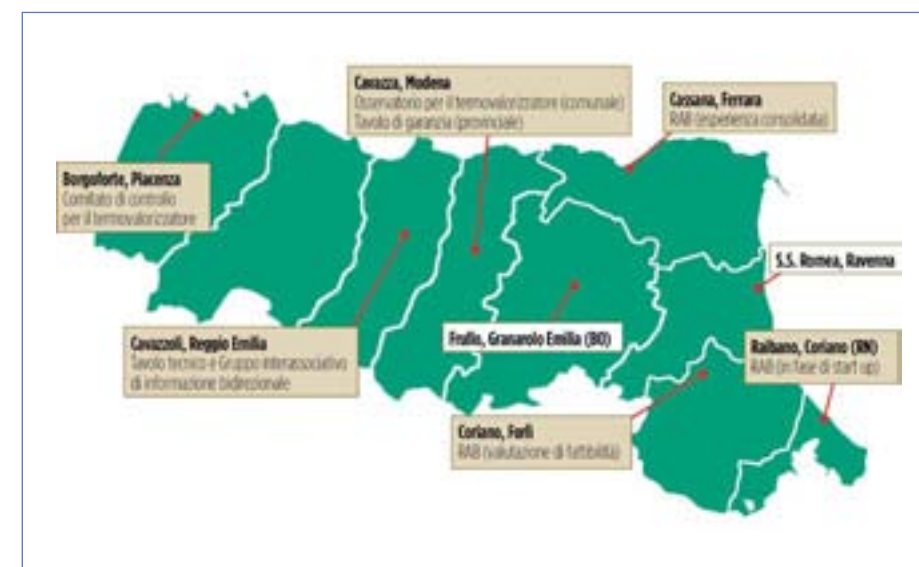 Cavazza, Modena
Osservatorio per il termovalorizzatore (comunale)
Tavolo di garanzia (provinciale)
Cassana, Ferrara
RAB (esperienza consolidata)
Borgoforte, Piacenza
Comitato di controllo
per il termovalorizzatore
S.S. Romea, Ravenna
Cavazzoli, Reggio Emilia
Tavolo tecnico e Gruppo interassociativo
di informazione bidirezionale
Frullo, Granarolo Emilia (BO)
Raibano, Coriano (RN)
RAB (in fase di start up)
Coriano, Forlì
RAB (valutazione di fattibilità)